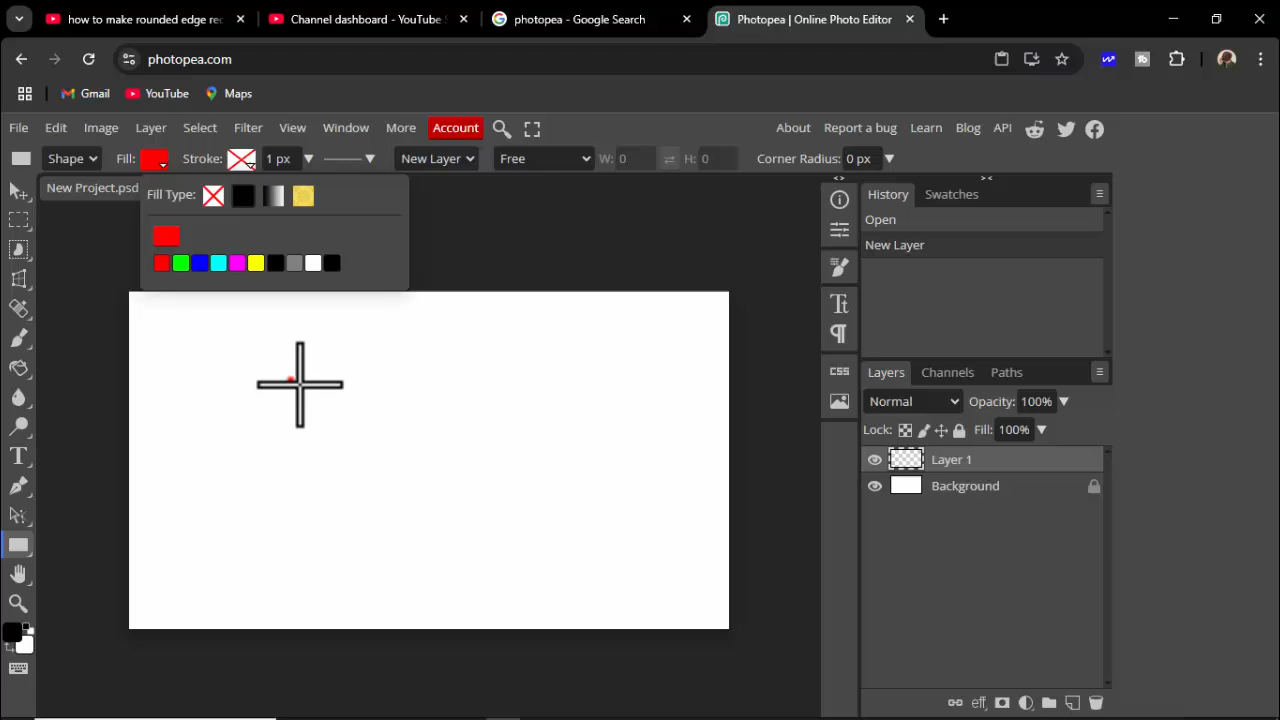 how to make rounded edge rec
Channel dashboard - YouTube S
photopea - Google Search
Photopea | Online Photo Editor
photopea.com
Gmail
YouTube
Maps
File Edit Image Layer Select Filter View Window More Account
About Report a bug Learn Blog API
Shape Fill: Stroke: 1 px New Layer Free W: 0 H: 0 Corner Radius: 0 px
New Project.psd
Fill Type:
History Swatches
Open
New Layer
CSS
Layers Channels Paths
Normal Opacity: 100%
Lock: Fill: 100%
Layer 1
Background
eff